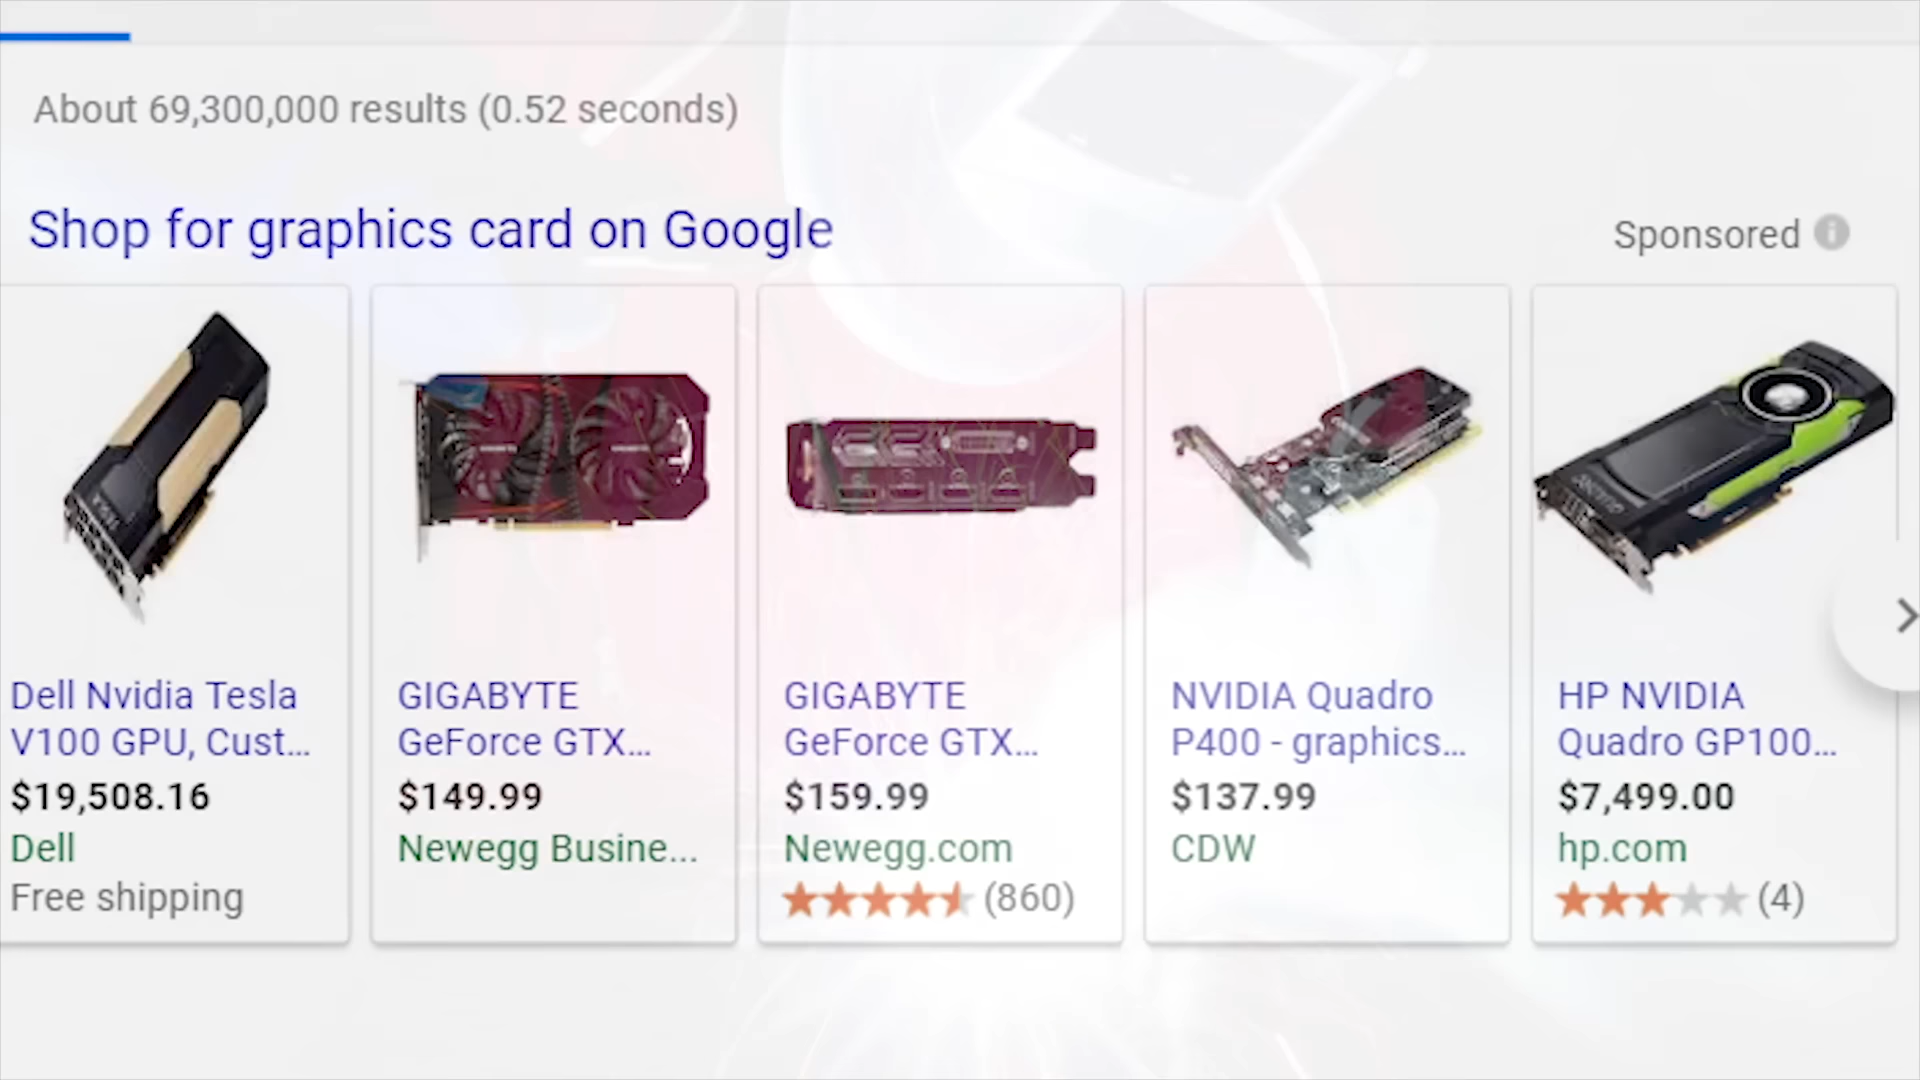 About 69,300,000 results (0.52 seconds)
Shop for graphics card on Google
Sponsored
Dell Nvidia Tesla
V100 GPU, Cust...
$19,508.16
Dell
Free shipping
GIGABYTE
GeForce GTX...
$149.99
Newegg Busine...
GIGABYTE
GeForce GTX...
$159.99
Newegg.com
(860)
NVIDIA Quadro
P400 - graphics...
$137.99
CDW
HP NVIDIA
Quadro GP100...
$7,499.00
hp.com
(4)